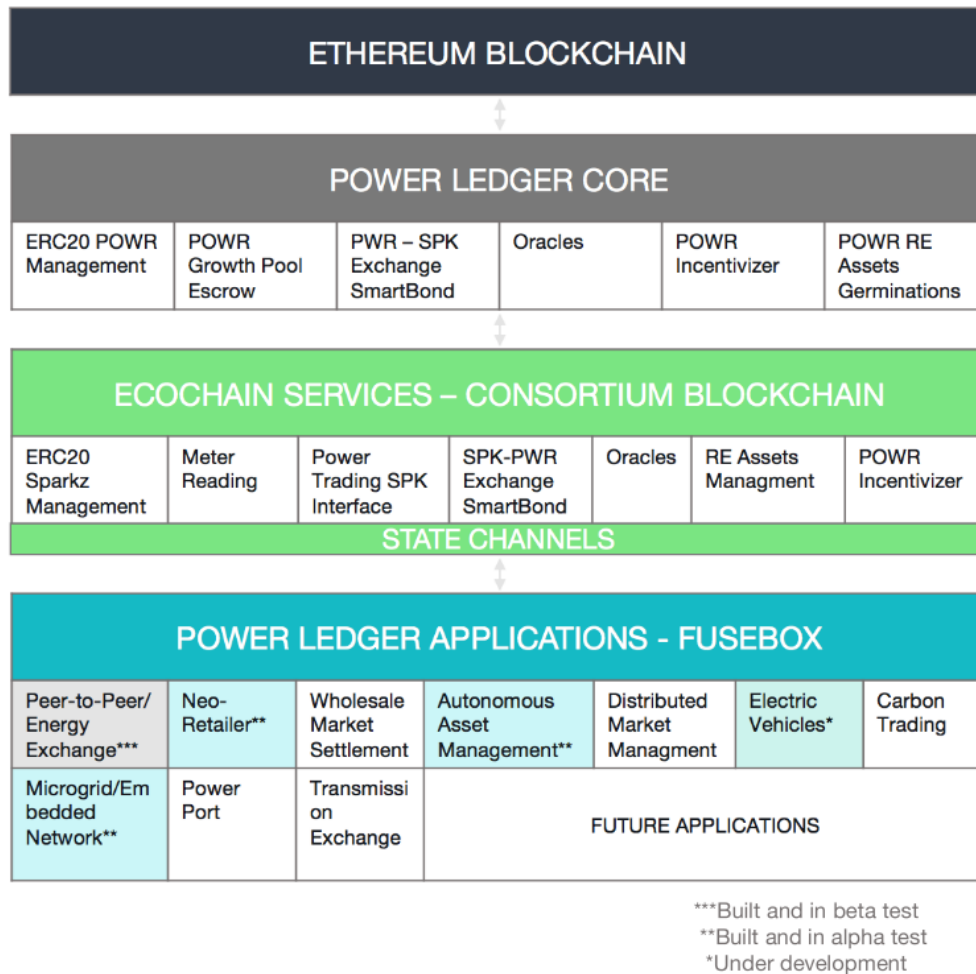 ETHEREUM BLOCKCHAIN
POWER LEDGER CORE
ERC20 POWR
Management
POWR
Growth Pool
Escrow
PWR – SPK
Exchange
SmartBond
Oracles
POWR
Incentivizer
POWR RE
Assets
Germinations
ECOCHAIN SERVICES – CONSORTIUM BLOCKCHAIN
ERC20
Sparkz
Management
Meter
Reading
Power
Trading SPK
Interface
SPK-PWR
Exchange
SmartBond
Oracles
RE Assets
Managment
POWR
Incentivizer
STATE CHANNELS
POWER LEDGER APPLICATIONS - FUSEBOX
Peer-to-Peer/
Energy
Exchange***
Neo-
Retailer**
Wholesale
Market
Settlement
Autonomous
Asset
Management**
Distributed
Market
Managment
Electric
Vehicles*
Carbon
Trading
Microgrid/Em
bedded
Network**
Power
Port
Transmissi
on
Exchange
FUTURE APPLICATIONS
***Built and in beta test
**Built and in alpha test
*Under development